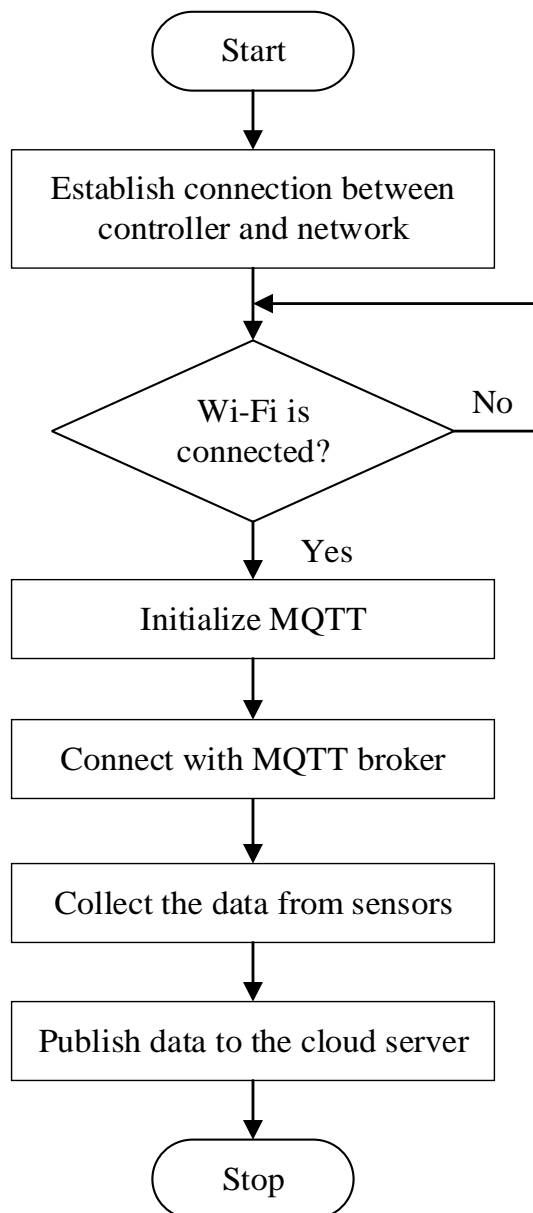 Start
Establish connection between
controller and network
Wi-Fi is
connected?
No
Yes
Initialize MQTT
Connect with MQTT broker
Collect the data from sensors
Publish data to the cloud server
Stop